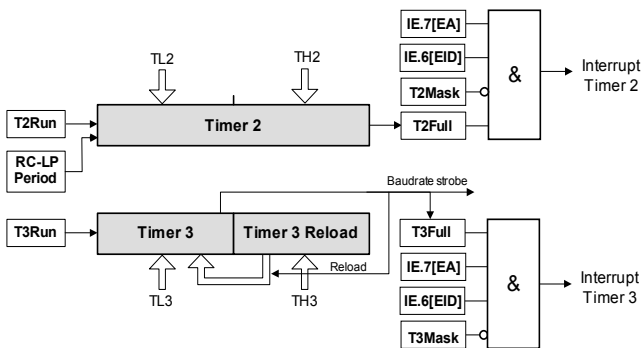 IE.7[EA]
TL2
TH2
IE.6[EID]
&
Interrupt
Timer 2
T2Mask
T2Run
Timer 2
T2Full
RC-LP
Period
Baudrate strobe
T3Run
Timer 3
Timer 3 Reload
T3Full
Reload
IE.7[EA]
TL3
TH3
&
Interrupt
Timer 3
IE.6[EID]
T3Mask